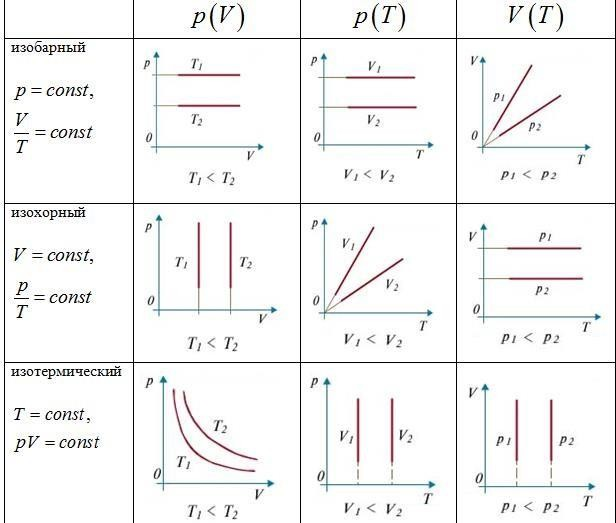 p(V) p(T) V(T)
изобарный
p = const,
V/T = const
p T₁ T₂ 0 V
T₁ < T₂
p V₁ V₂ 0 T
V₁ < V₂
V p₁ p₂ 0 T
p₁ < p₂
изохорный
V = const,
p/T = const
p T₁ T₂ 0 V
T₁ < T₂
p V₁ V₂ 0 T
V₁ < V₂
V p₁ p₂ 0 T
p₁ < p₂
изотермический
T = const,
pV = const
p T₂ T₁ 0 V
T₁ < T₂
p V₁ V₂ 0 T
V₁ < V₂
V p₁ p₂ 0 T
p₁ < p₂